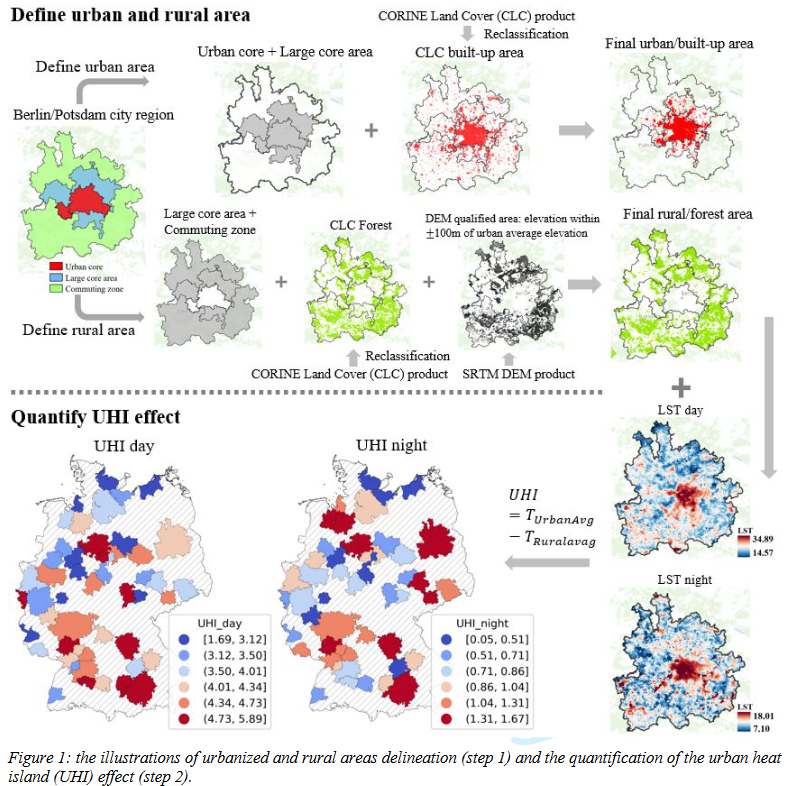 Define urban and rural area
CORINE Land Cover (CLC) product
Reclassification
Define urban area
Urban core + Large core area
CLC built-up area
Final urban/built-up area
Berlin/Potsdam city region
+
Urban core
Large core area
Commuting zone
Define rural area
Large core area +
Commuting zone
+
CLC Forest
+
DEM qualified area: elevation within
±100m of urban average elevation
Final rural/forest area
Reclassification
CORINE Land Cover (CLC) product
SRTM DEM product
+
Quantify UHI effect
UHI day
UHI night
UHI
= T_UrbanAvg
− T_Ruralavag
LST day
LST
34.89
14.57
LST night
LST
18.01
7.10
UHI_day
[1.69, 3.12]
(3.12, 3.50]
(3.50, 4.01]
(4.01, 4.34]
(4.34, 4.73]
(4.73, 5.89]
UHI_night
[0.05, 0.51]
(0.51, 0.71]
(0.71, 0.86]
(0.86, 1.04]
(1.04, 1.31]
(1.31, 1.67]
Figure 1: the illustrations of urbanized and rural areas delineation (step 1) and the quantification of the urban heat
island (UHI) effect (step 2).